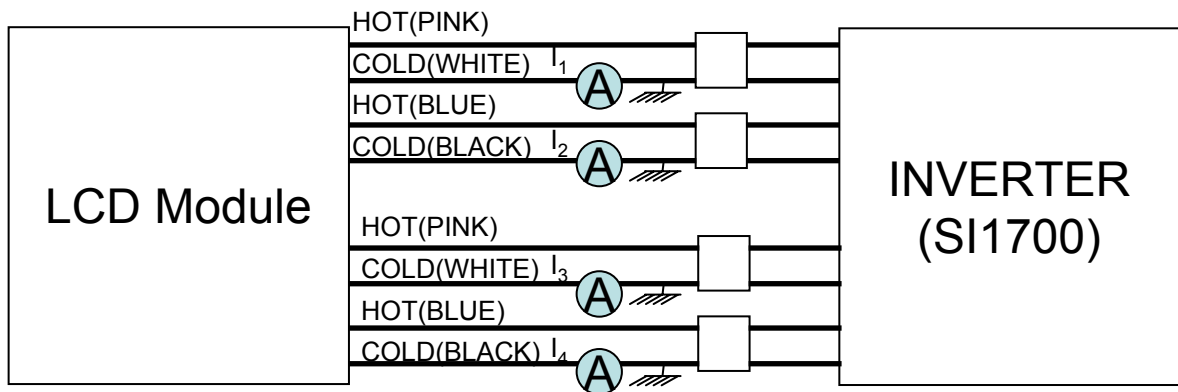 HOT(PINK)
COLD(WHITE) I₁
A
HOT(BLUE)
COLD(BLACK) I₂
A
LCD Module
INVERTER
(SI1700)
HOT(PINK)
COLD(WHITE) I₃
A
HOT(BLUE)
COLD(BLACK) I₄
A